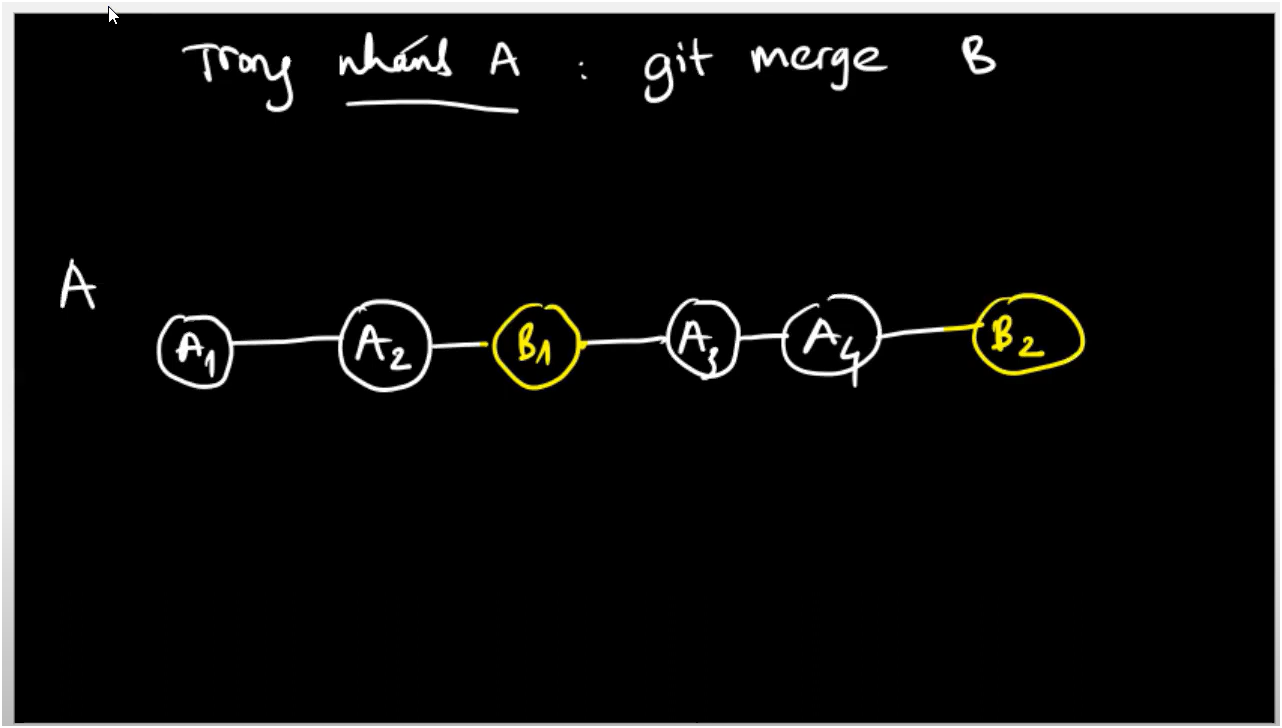 Trong nhánh A : git merge B
A
A1 A2 B1 A3 A4 B2